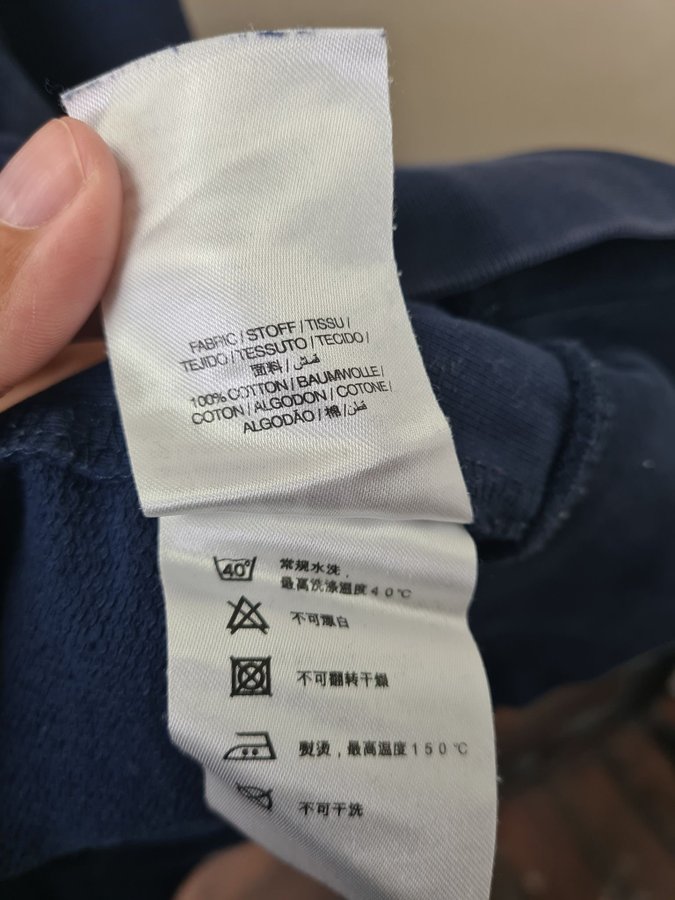 FABRIC / STOFF / TISSU /
TEJIDO / TESSUTO / TECIDO /
面料 / قماش /
100% COTTON / BAUMWOLLE /
COTON / ALGODON / COTONE /
ALGODÃO / 棉 / قطن
40° 常规水洗,
最高洗涤温度40℃
不可漂白
不可翻转干燥
熨烫,最高温度150℃
不可干洗